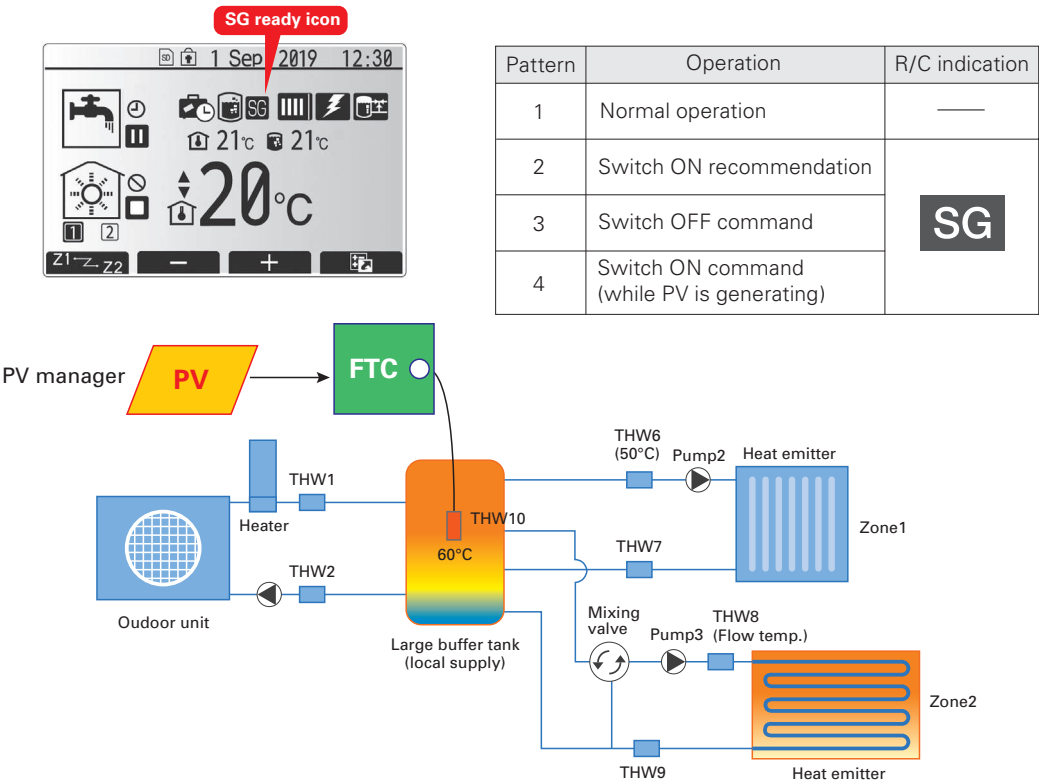 SG ready icon
1 Sep 2019 12:30
SG
21°C 21°C
20°C
1 2
Z1 Z2 − +
Pattern Operation R/C indication
1 Normal operation ——
2 Switch ON recommendation
3 Switch OFF command
SG
4 Switch ON command
(while PV is generating)
PV manager
PV
FTC
THW1
Heater
THW2
Oudoor unit
THW10
60°C
Large buffer tank
(local supply)
THW6
(50°C)
Pump2
Heat emitter
Zone1
THW7
Mixing
valve
Pump3
THW8
(Flow temp.)
Zone2
THW9
Heat emitter